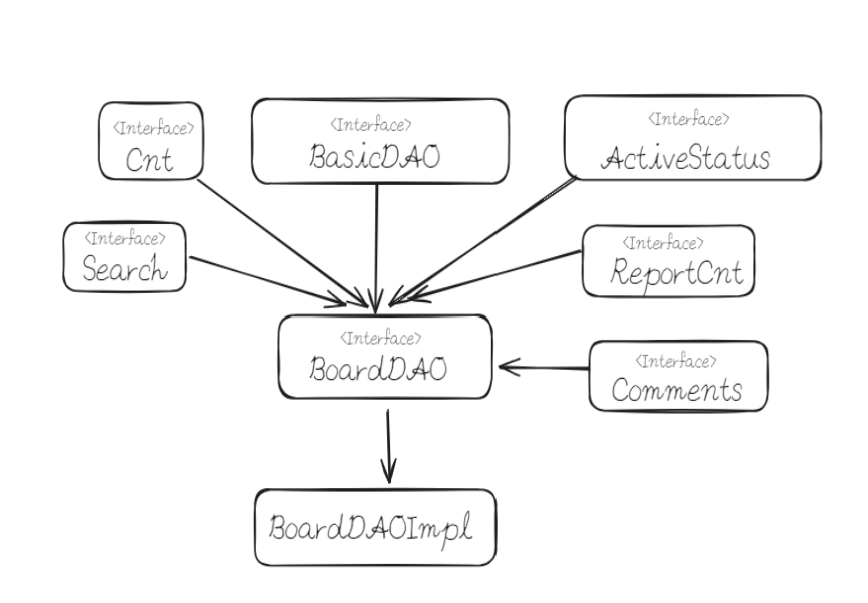 <Interface>
Cnt
<Interface>
BasicDAO
<Interface>
ActiveStatus
<Interface>
Search
<Interface>
ReportCnt
<Interface>
BoardDAO
<Interface>
Comments
BoardDAOImpl